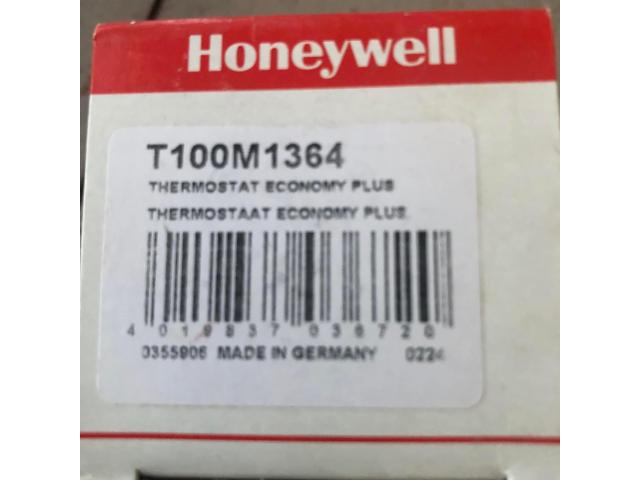 Honeywell
T100M1364
THERMOSTAT ECONOMY PLUS
THERMOSTAAT ECONOMY PLUS
4 019837 036720
0355906 MADE IN GERMANY 0224